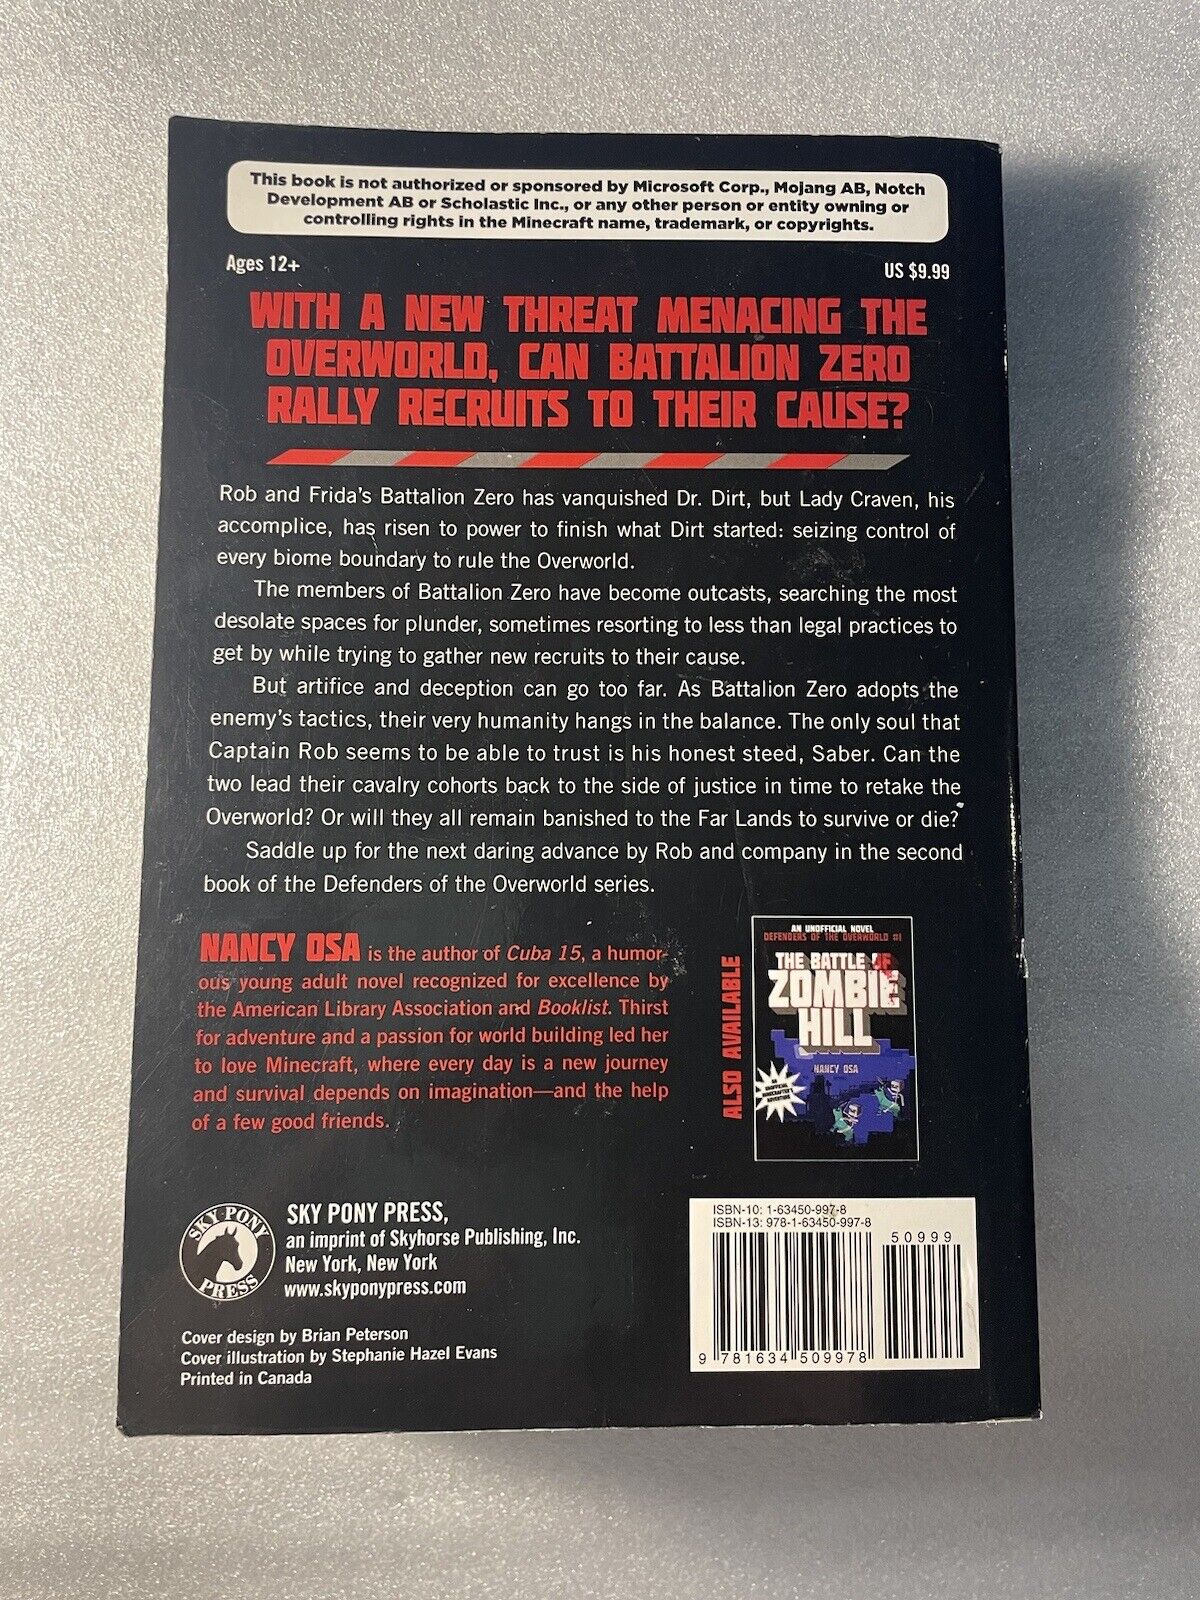 This book is not authorized or sponsored by Microsoft Corp., Mojang AB, Notch
Development AB or Scholastic Inc., or any other person or entity owning or
controlling rights in the Minecraft name, trademark, or copyrights.
Ages 12+
US $9.99
WITH A NEW THREAT MENACING THE
OVERWORLD, CAN BATTALION ZERO
RALLY RECRUITS TO THEIR CAUSE?
Rob and Frida's Battalion Zero has vanquished Dr. Dirt, but Lady Craven, his
accomplice, has risen to power to finish what Dirt started: seizing control of
every biome boundary to rule the Overworld.
The members of Battalion Zero have become outcasts, searching the most
desolate spaces for plunder, sometimes resorting to less than legal practices to
get by while trying to gather new recruits to their cause.
But artifice and deception can go too far. As Battalion Zero adopts the
enemy's tactics, their very humanity hangs in the balance. The only soul that
Captain Rob seems to be able to trust is his honest steed, Saber. Can the
two lead their cavalry cohorts back to the side of justice in time to retake the
Overworld? Or will they all remain banished to the Far Lands to survive or die?
Saddle up for the next daring advance by Rob and company in the second
book of the Defenders of the Overworld series.
NANCY OSA is the author of Cuba 15, a humor-
ous young adult novel recognized for excellence by
the American Library Association and Booklist. Thirst
for adventure and a passion for world building led her
to love Minecraft, where every day is a new journey
and survival depends on imagination—and the help
of a few good friends.
ALSO AVAILABLE
AN UNOFFICIAL NOVEL
DEFENDERS OF THE OVERWORLD #1
THE BATTLE OF
ZOMBIE
HILL
NANCY OSA
AN
UNOFFICIAL
MINECRAFTER'S
ADVENTURE
SKY PONY
PRESS
SKY PONY PRESS,
an imprint of Skyhorse Publishing, Inc.
New York, New York
www.skyponypress.com
Cover design by Brian Peterson
Cover illustration by Stephanie Hazel Evans
Printed in Canada
ISBN-10: 1-63450-997-8
ISBN-13: 978-1-63450-997-8
50999
9 781634 509978